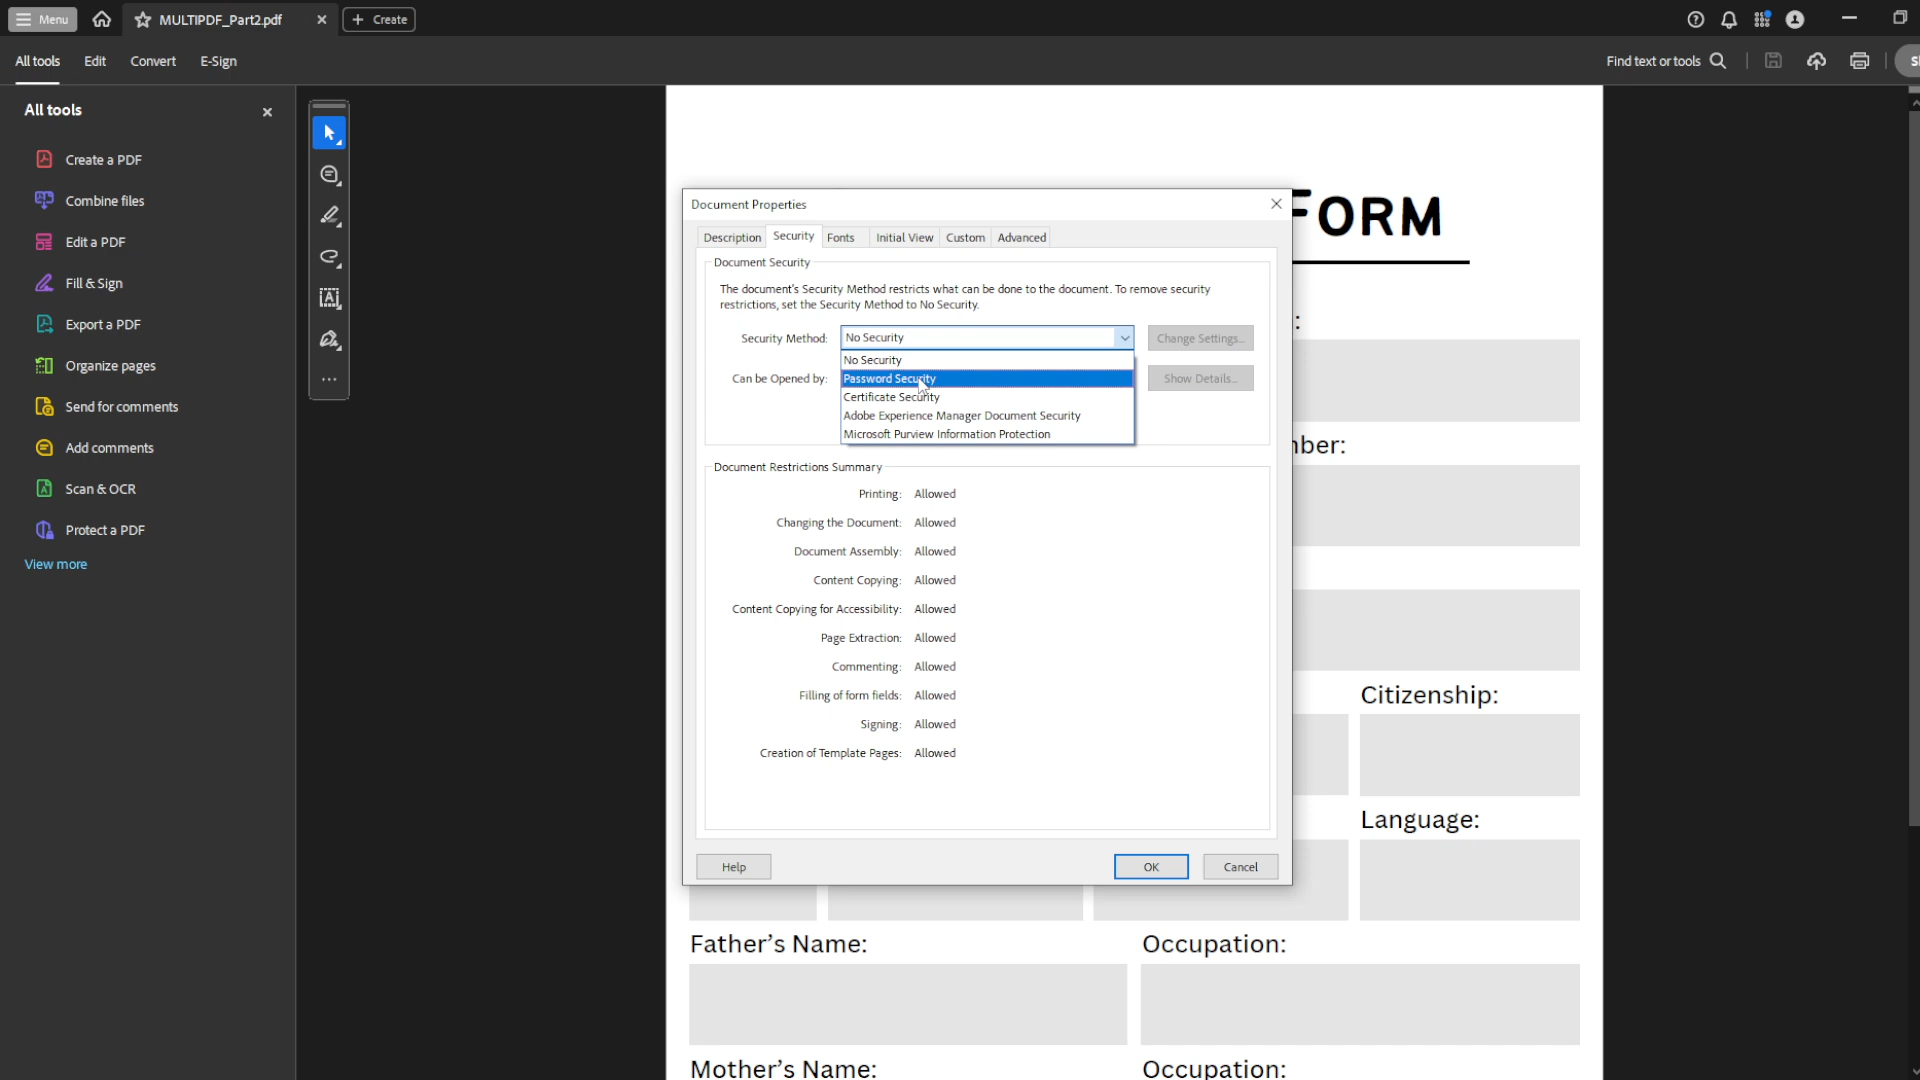 Menu
MULTIPDF_Part2.pdf
Create
All tools
Edit
Convert
E-Sign
Find text or tools
All tools
Create a PDF
Combine files
Edit a PDF
Fill & Sign
Export a PDF
Organize pages
Send for comments
Add comments
Scan & OCR
Protect a PDF
View more
FORM
Document Properties
Description
Security
Fonts
Initial View
Custom
Advanced
Document Security
The document's Security Method restricts what can be done to the document. To remove security
restrictions, set the Security Method to No Security.
Security Method: No Security
Change Settings...
No Security
Can be Opened by:
Password Security
Show Details...
Certificate Security
Adobe Experience Manager Document Security
Microsoft Purview Information Protection
Document Restrictions Summary
Printing: Allowed
Changing the Document: Allowed
Document Assembly: Allowed
Content Copying: Allowed
Content Copying for Accessibility: Allowed
Page Extraction: Allowed
Commenting: Allowed
Filling of form fields: Allowed
Signing: Allowed
Creation of Template Pages: Allowed
Help
OK
Cancel
Citizenship:
Language:
Father's Name:
Occupation:
Mother's Name:
Occupation: